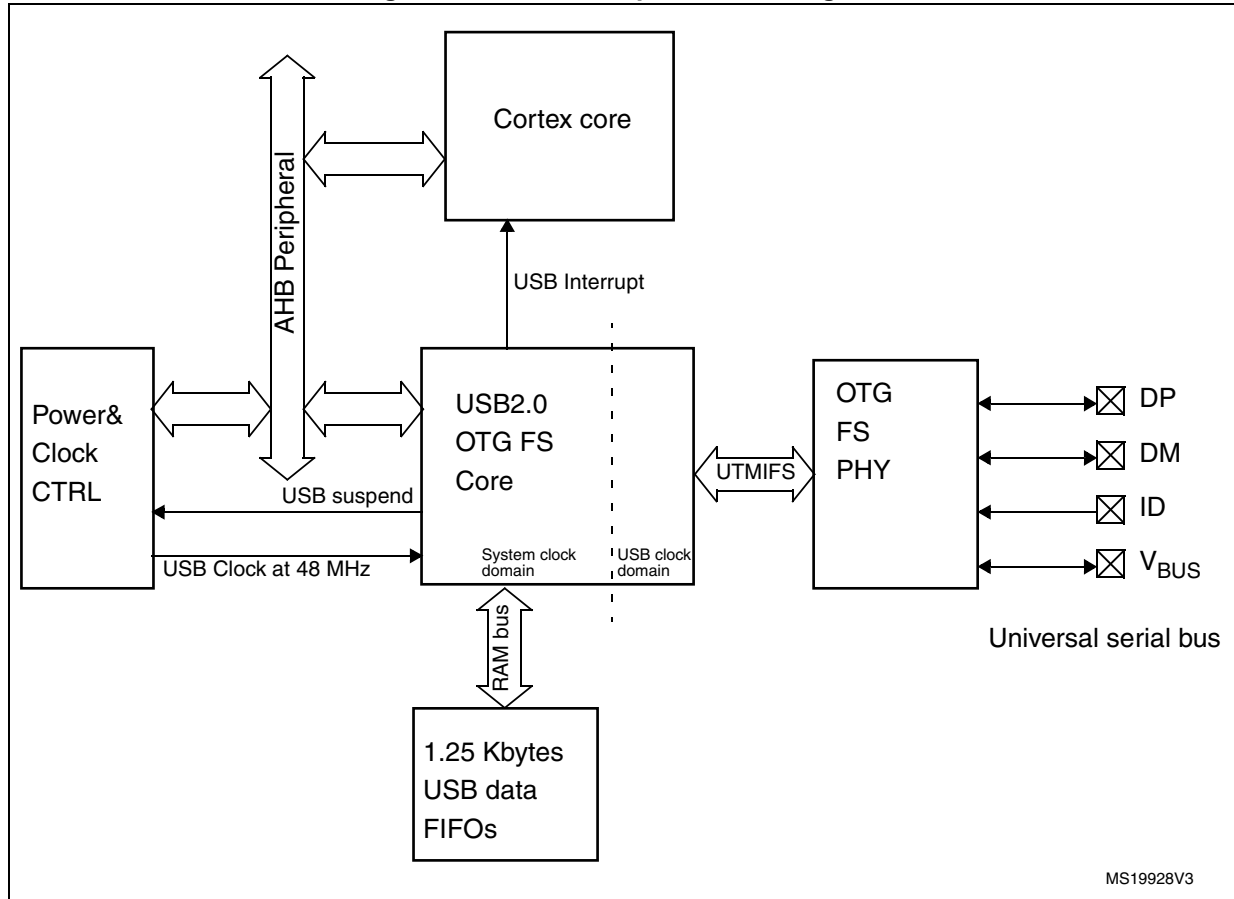 Cortex core
AHB Peripheral
USB Interrupt
Power&
Clock
CTRL
USB2.0
OTG FS
Core
OTG
FS
PHY
DP
DM
ID
VBUS
UTMIFS
USB suspend
USB Clock at 48 MHz
System clock
domain
USB clock
domain
Universal serial bus
RAM bus
1.25 Kbytes
USB data
FIFOs
MS19928V3